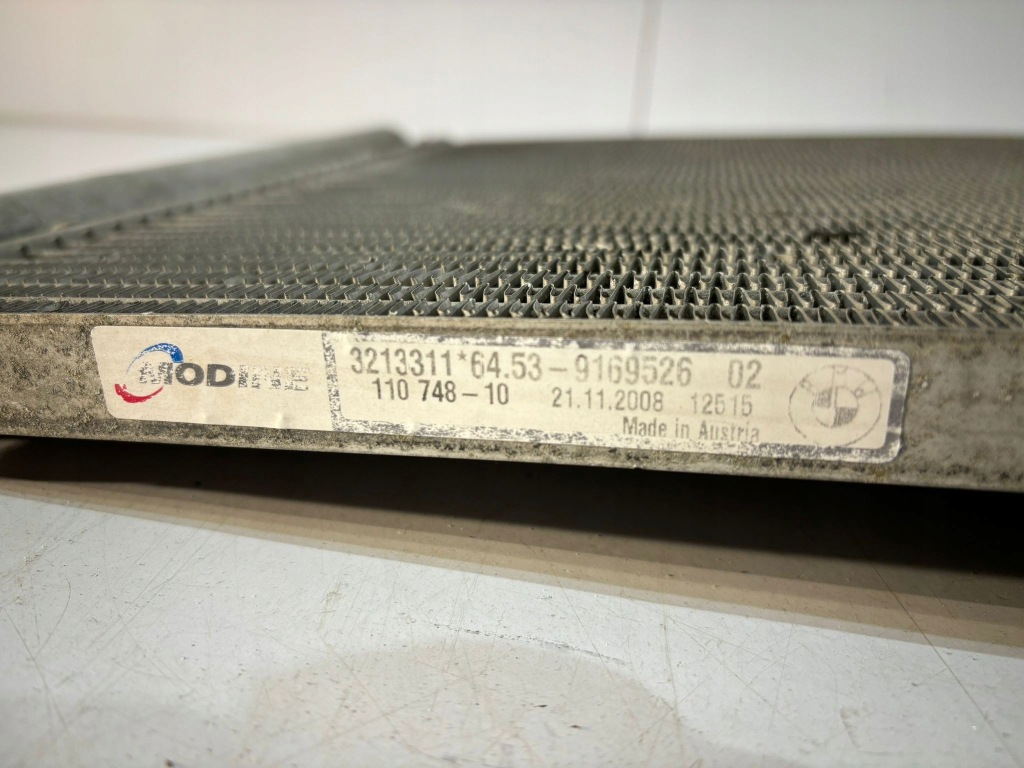 MODINE
3213311*64.53-9169526 02
110 748-10 21.11.2008 12515
Made in Austria